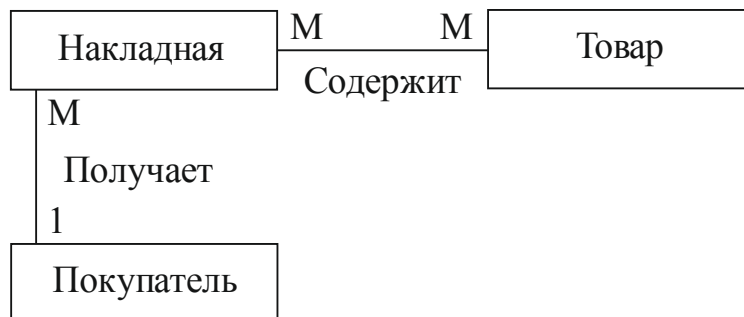 Накладная
М М
Товар
Содержит
М
Получает
1
Покупатель